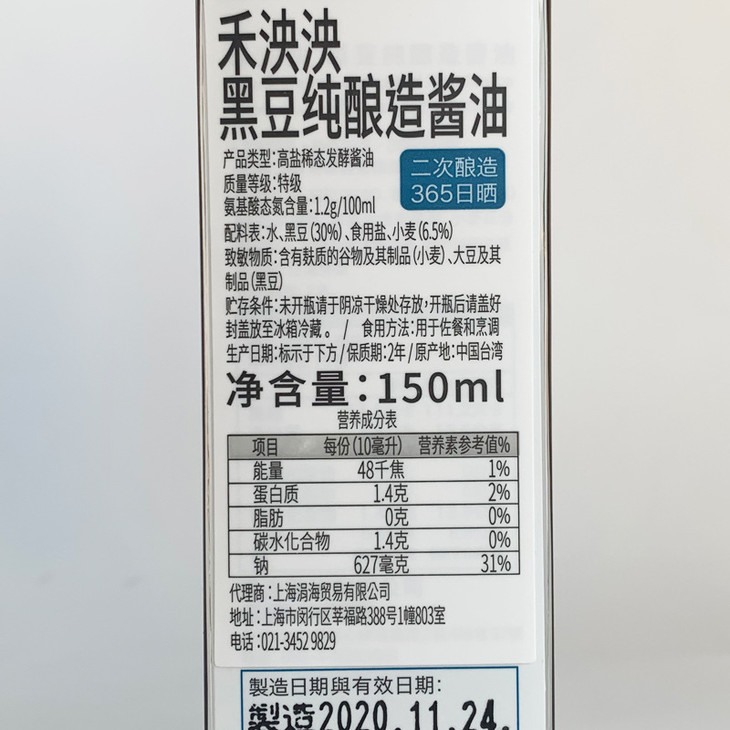 禾泱泱
黑豆纯酿造酱油
产品类型:高盐稀态发酵酱油
质量等级:特级
氨基酸态氮含量:1.2g/100ml
二次酿造
365日晒
配料表:水、黑豆(30%)、食用盐、小麦(6.5%)
致敏物质:含有麸质的谷物及其制品(小麦)、大豆及其
制品(黑豆)
贮存条件:未开瓶请于阴凉干燥处存放,开瓶后请盖好
封盖放至冰箱冷藏。 / 食用方法:用于佐餐和烹调
生产日期:标示于下方/保质期:2年/原产地:中国台湾
净含量:150ml
营养成分表
项目 每份(10毫升) 营养素参考值%
能量 48千焦 1%
蛋白质 1.4克 2%
脂肪 0克 0%
碳水化合物 1.4克 0%
钠 627毫克 31%
代理商:上海涓海贸易有限公司
地址:上海市闵行区莘福路388号1幢803室
电话:021-3452 9829
製造日期與有效日期:
製造2020.11.24.